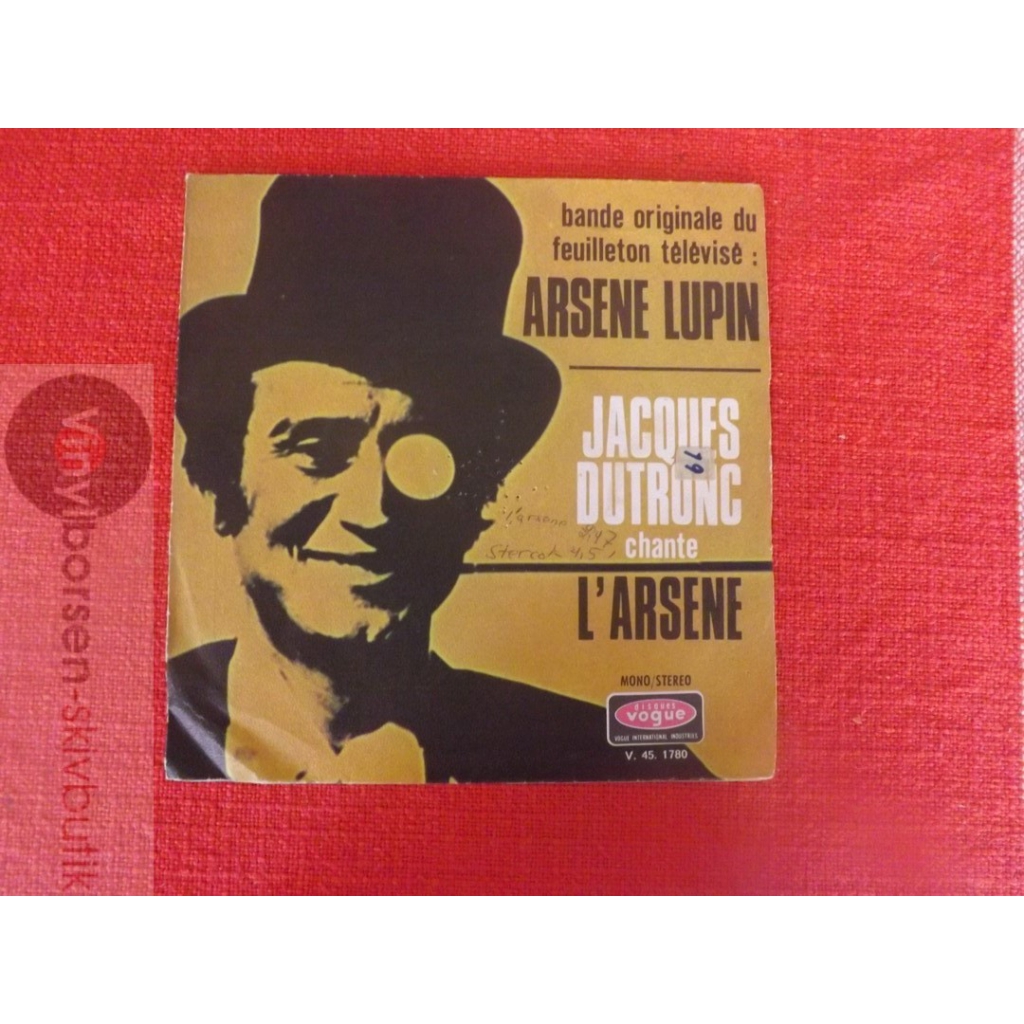 bande originale du
feuilleton télévisé :
ARSENE LUPIN
JACQUES
DUTRONC
19
chante
L'ARSENE
MONO/STEREO
DISQUES
vogue
VOGUE INTERNATIONAL INDUSTRIES
V. 45. 1780
Vinylborsen-skivbutik